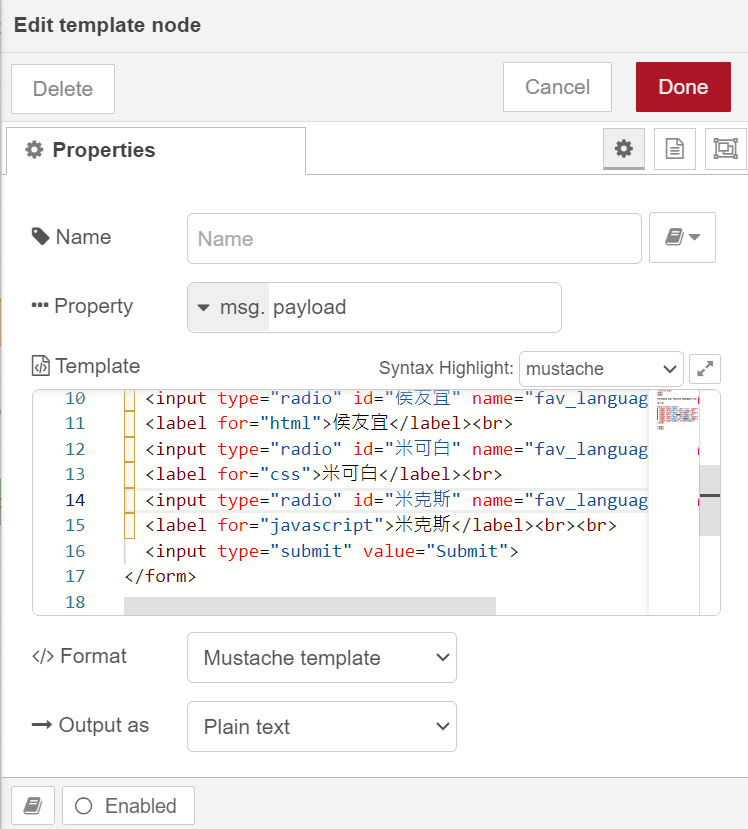 Edit template node
Delete
Cancel
Done
Properties
Name
Name
Property
msg. payload
Template
Syntax Highlight: mustache
10 <input type="radio" id="侯友宜" name="fav_languag
11 <label for="html">侯友宜</label><br>
12 <input type="radio" id="米可白" name="fav_languag
13 <label for="css">米可白</label><br>
14 <input type="radio" id="米克斯" name="fav_languag
15 <label for="javascript">米克斯</label><br><br>
16 <input type="submit" value="Submit">
17 </form>
18
Format
Mustache template
Output as
Plain text
Enabled